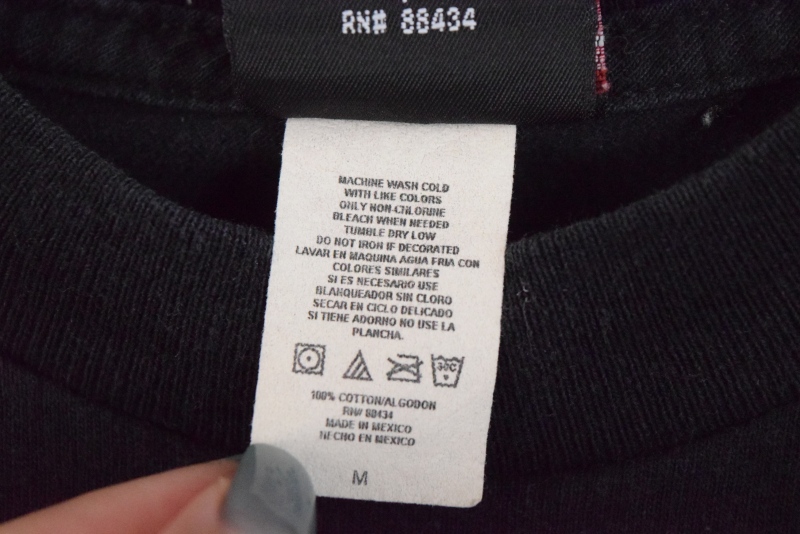 RN# 88434
MACHINE WASH COLD
WITH LIKE COLORS
ONLY NON-CHLORINE
BLEACH WHEN NEEDED
TUMBLE DRY LOW
DO NOT IRON IF DECORATED
LAVAR EN MAQUINA AGUA FRIA CON
COLORES SIMILARES
SI ES NECESARIO USE
BLANQUEADOR SIN CLORO
SECAR EN CICLO DELICADO
SI TIENE ADORNO NO USE LA
PLANCHA.
30C
100% COTTON/ALGODON
RN# 88434
MADE IN MEXICO
HECHO EN MEXICO
M